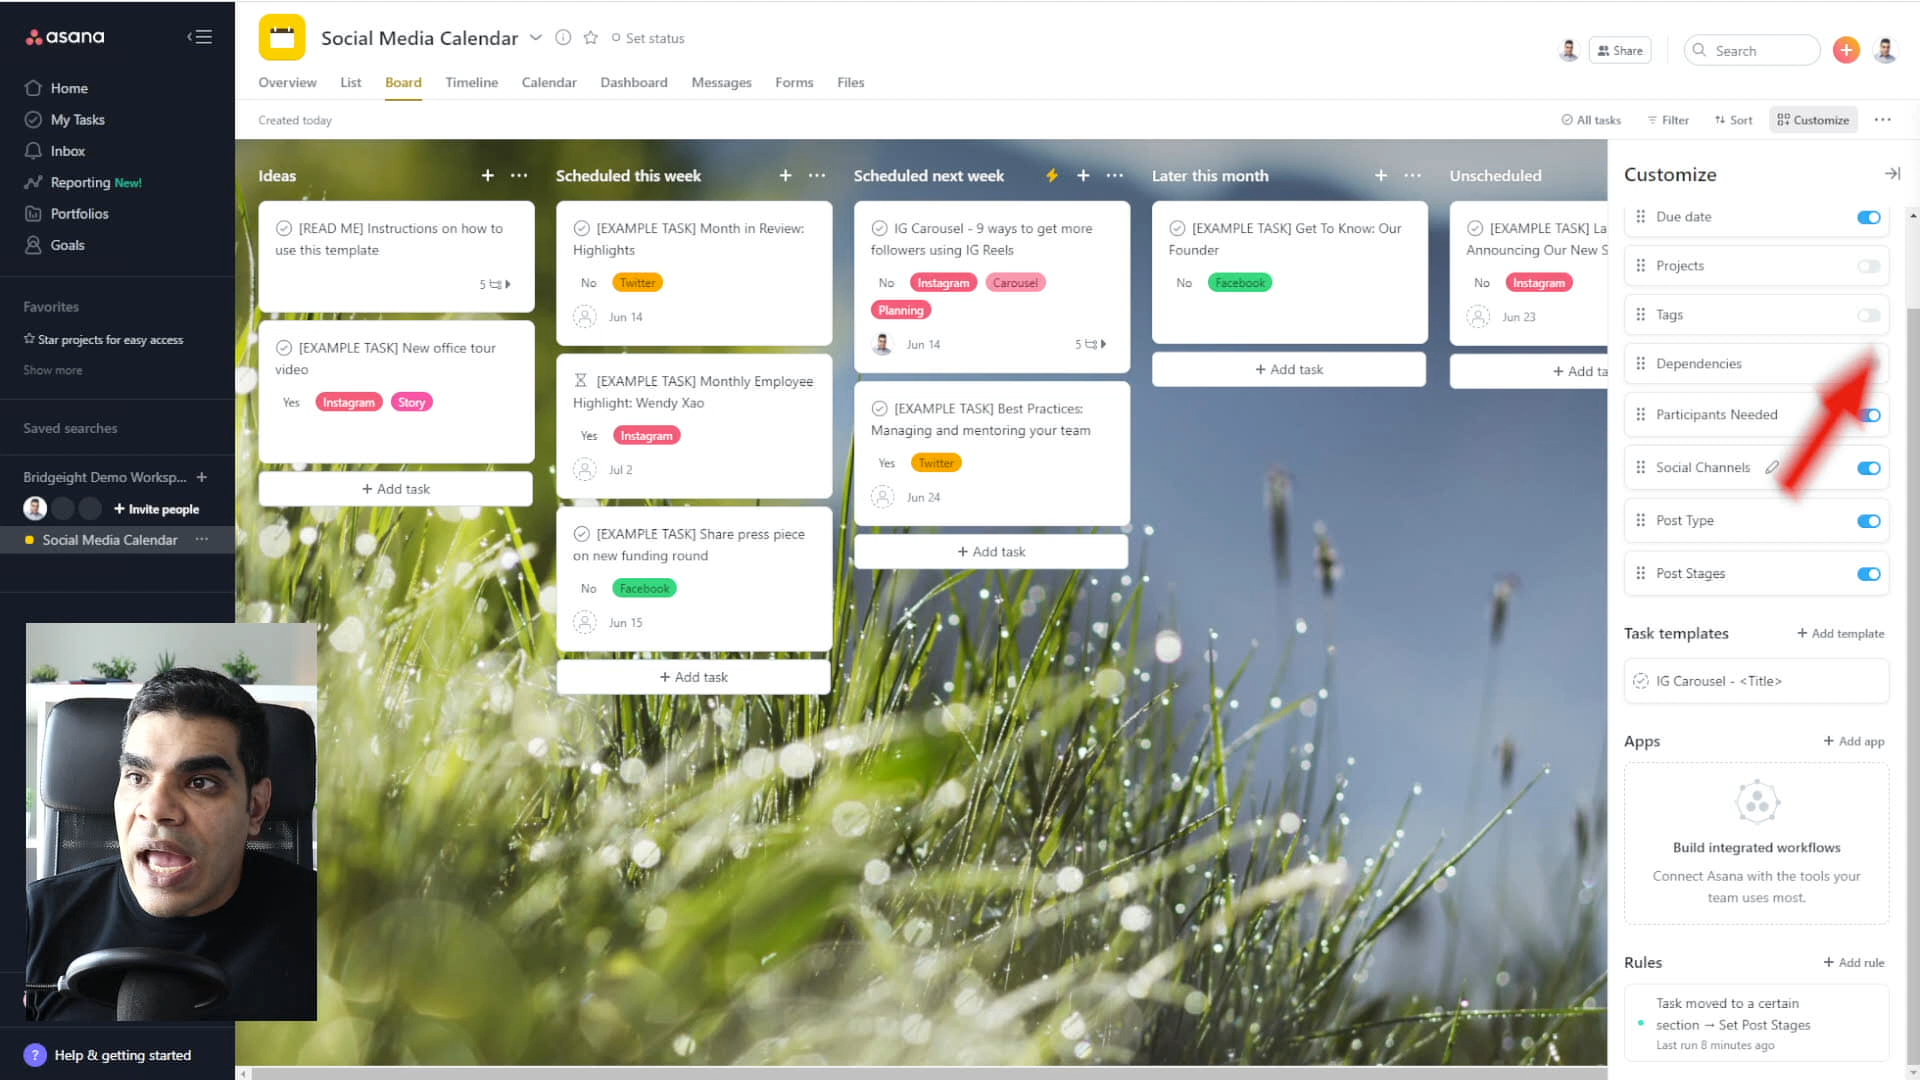 asana
Home
My Tasks
Inbox
Reporting New!
Portfolios
Goals
Favorites
Star projects for easy access
Show more
Saved searches
Bridgeight Demo Worksp... +
+ Invite people
Social Media Calendar ...
? Help & getting started
Social Media Calendar
Set status
Share
Search
Overview List Board Timeline Calendar Dashboard Messages Forms Files
Created today
All tasks Filter Sort Customize ...
Ideas + ...
[READ ME] Instructions on how to
use this template
5
[EXAMPLE TASK] New office tour
video
Yes Instagram Story
+ Add task
Scheduled this week + ...
[EXAMPLE TASK] Month in Review:
Highlights
No Twitter
Jun 14
[EXAMPLE TASK] Monthly Employee
Highlight: Wendy Xao
Yes Instagram
Jul 2
[EXAMPLE TASK] Share press piece
on new funding round
No Facebook
Jun 15
+ Add task
Scheduled next week + ...
IG Carousel - 9 ways to get more
followers using IG Reels
No Instagram Carousel
Planning
Jun 14 5
[EXAMPLE TASK] Best Practices:
Managing and mentoring your team
Yes Twitter
Jun 24
+ Add task
Later this month + ...
[EXAMPLE TASK] Get To Know: Our
Founder
No Facebook
+ Add task
Unscheduled
[EXAMPLE TASK] La
Announcing Our New S
No Instagram
Jun 23
+ Add ta
Customize
Due date
Projects
Tags
Dependencies
Participants Needed
Social Channels
Post Type
Post Stages
Task templates + Add template
IG Carousel - <Title>
Apps + Add app
Build integrated workflows
Connect Asana with the tools your
team uses most.
Rules + Add rule
Task moved to a certain
section → Set Post Stages
Last run 8 minutes ago